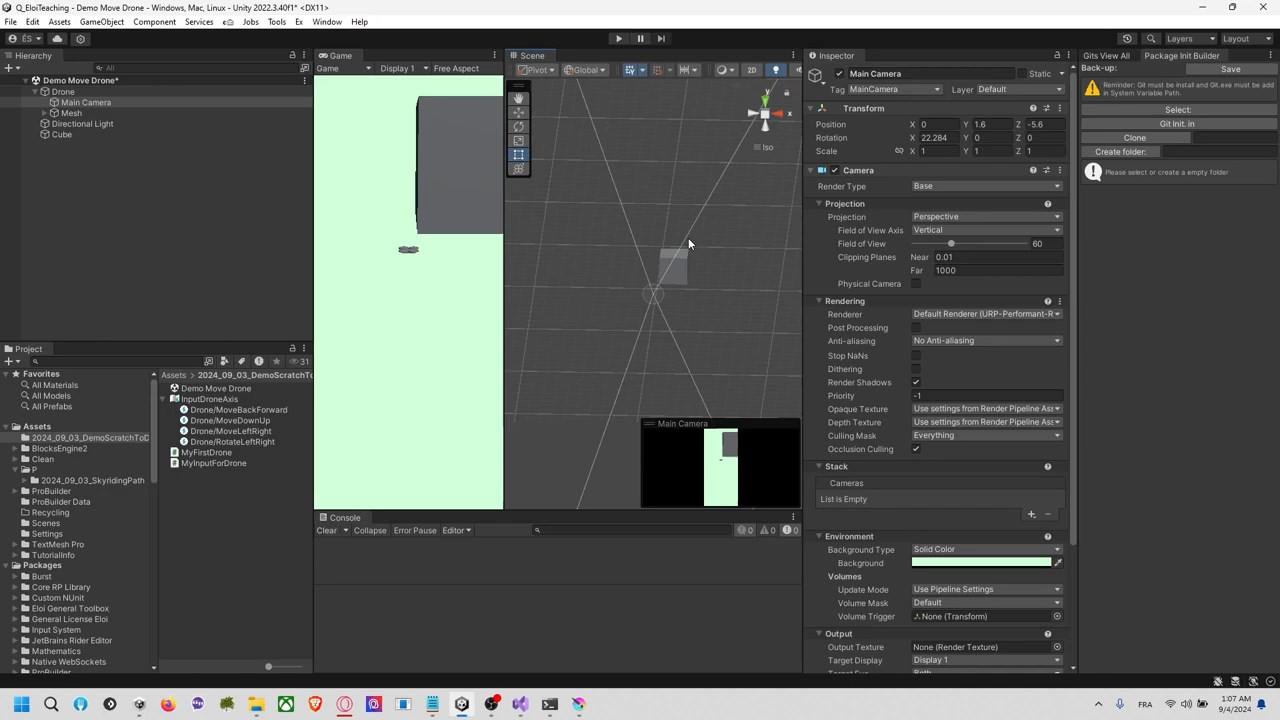 Q_EloiTeaching - Demo Move Drone - Windows, Mac, Linux - Unity 2022.3.40f1* <DX11>
File Edit Assets GameObject Component Services Jobs Tools Ex Window Help
ÉS Layers Layout
Hierarchy
All
Demo Move Drone*
Drone
Main Camera
Mesh
Directional Light
Cube
Game
Game Display 1 Free Aspect
Scene
Pivot Global 2D
y
x
Iso
Main Camera
Inspector
Main Camera Static
Tag MainCamera Layer Default
Transform
Position X 0 Y 1.6 Z -5.6
Rotation X 22.284 Y 0 Z 0
Scale X 1 Y 1 Z 1
Camera
Render Type Base
Projection
Projection Perspective
Field of View Axis Vertical
Field of View 60
Clipping Planes Near 0.01
Far 1000
Physical Camera
Rendering
Renderer Default Renderer (URP-Performant-R
Post Processing
Anti-aliasing No Anti-aliasing
Stop NaNs
Dithering
Render Shadows
Priority -1
Opaque Texture Use settings from Render Pipeline Ass
Depth Texture Use settings from Render Pipeline Ass
Culling Mask Everything
Occlusion Culling
Stack
Cameras
List is Empty
Environment
Background Type Solid Color
Background
Volumes
Update Mode Use Pipeline Settings
Volume Mask Default
Volume Trigger None (Transform)
Output
Output Texture None (Render Texture)
Target Display Display 1
Gits View All Package Init Builder
Back-up: Save
Reminder: Git must be install and Git.exe must be add in System Variable Path.
Select:
Git Init. in
Clone
Create folder:
Please select or create a empty folder
Project
31
Favorites
All Materials
All Models
All Prefabs
Assets
2024_09_03_DemoScratchToD
BlocksEngine2
Clean
P
2024_09_03_SkyridingPath
ProBuilder
ProBuilder Data
Recycling
Scenes
Settings
TextMesh Pro
TutorialInfo
Packages
Burst
Core RP Library
Custom NUnit
Eloi General Toolbox
General License Eloi
Input System
JetBrains Rider Editor
Mathematics
Native WebSockets
Assets > 2024_09_03_DemoScratchTo
Demo Move Drone
InputDroneAxis
Drone/MoveBackForward
Drone/MoveDownUp
Drone/MoveLeftRight
Drone/RotateLeftRight
MyFirstDrone
MyInputForDrone
Console
Clear Collapse Error Pause Editor 0 0 0
FRA
1:07 AM
9/4/2024